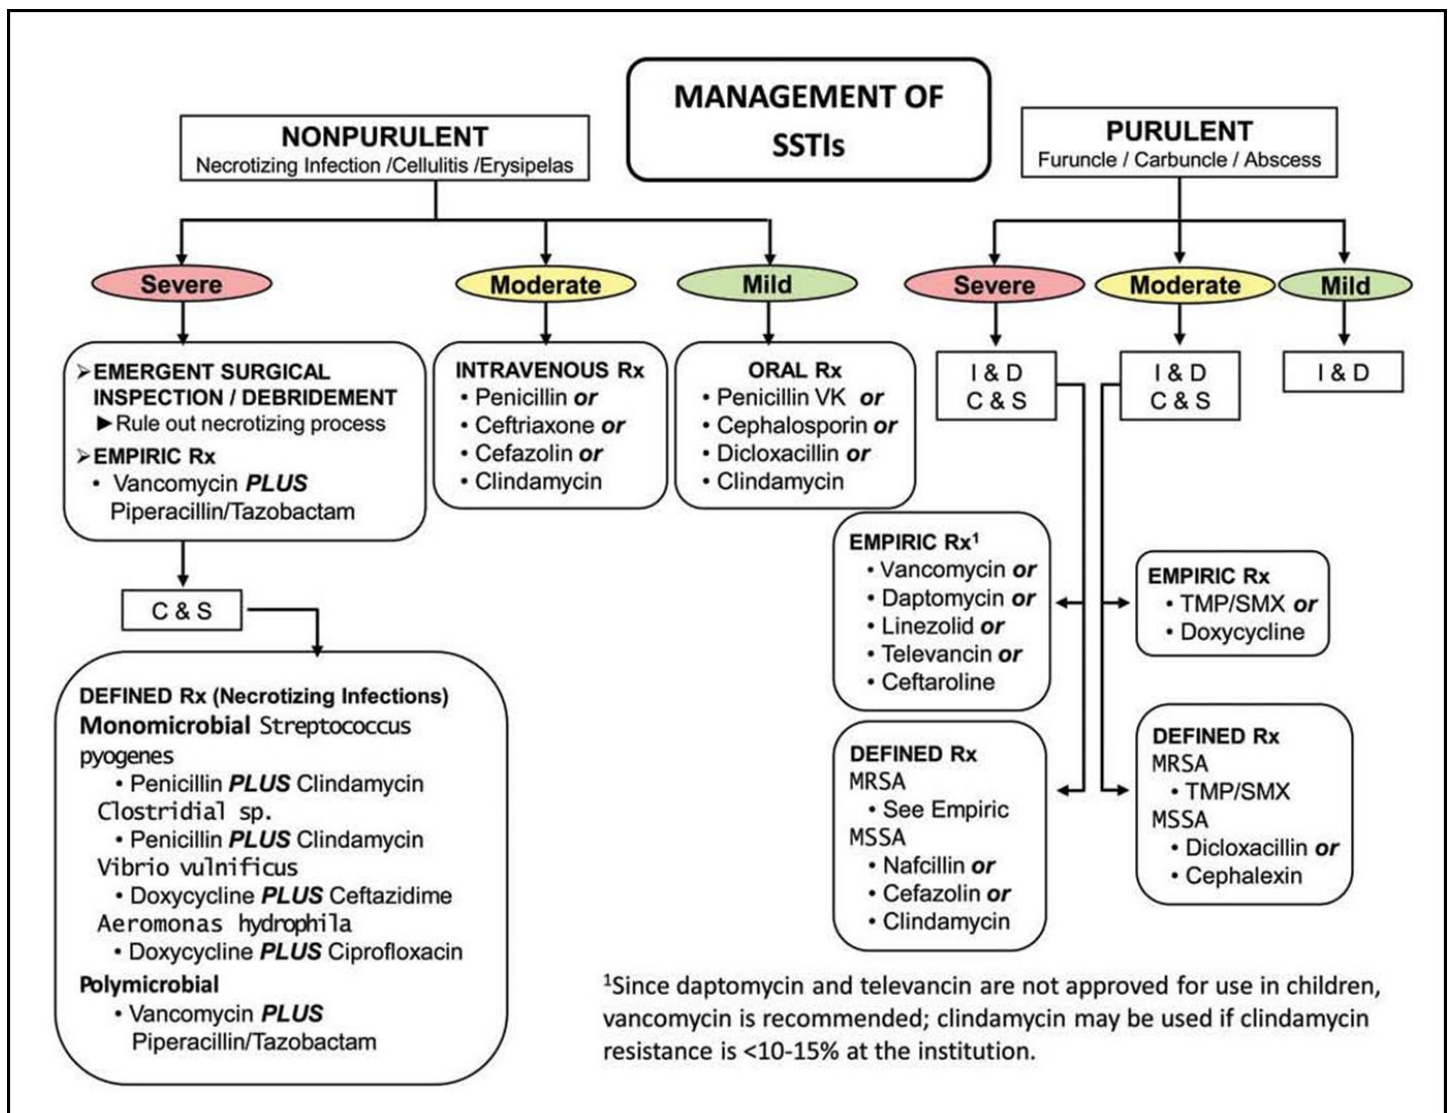 MANAGEMENT OF
SSTIs
NONPURULENT
Necrotizing Infection /Cellulitis /Erysipelas
Severe
➢EMERGENT SURGICAL
INSPECTION / DEBRIDEMENT
►Rule out necrotizing process
➢EMPIRIC Rx
• Vancomycin PLUS
Piperacillin/Tazobactam
C & S
DEFINED Rx (Necrotizing Infections)
Monomicrobial Streptococcus
pyogenes
• Penicillin PLUS Clindamycin
Clostridial sp.
• Penicillin PLUS Clindamycin
Vibrio vulnificus
• Doxycycline PLUS Ceftazidime
Aeromonas hydrophila
• Doxycycline PLUS Ciprofloxacin
Polymicrobial
• Vancomycin PLUS
Piperacillin/Tazobactam
Moderate
INTRAVENOUS Rx
• Penicillin or
• Ceftriaxone or
• Cefazolin or
• Clindamycin
Mild
ORAL Rx
• Penicillin VK or
• Cephalosporin or
• Dicloxacillin or
• Clindamycin
PURULENT
Furuncle / Carbuncle / Abscess
Severe
I & D
C & S
EMPIRIC Rx¹
• Vancomycin or
• Daptomycin or
• Linezolid or
• Televancin or
• Ceftaroline
DEFINED Rx
MRSA
• See Empiric
MSSA
• Nafcillin or
• Cefazolin or
• Clindamycin
Moderate
I & D
C & S
EMPIRIC Rx
• TMP/SMX or
• Doxycycline
DEFINED Rx
MRSA
• TMP/SMX
MSSA
• Dicloxacillin or
• Cephalexin
Mild
I & D
¹Since daptomycin and televancin are not approved for use in children,
vancomycin is recommended; clindamycin may be used if clindamycin
resistance is <10-15% at the institution.